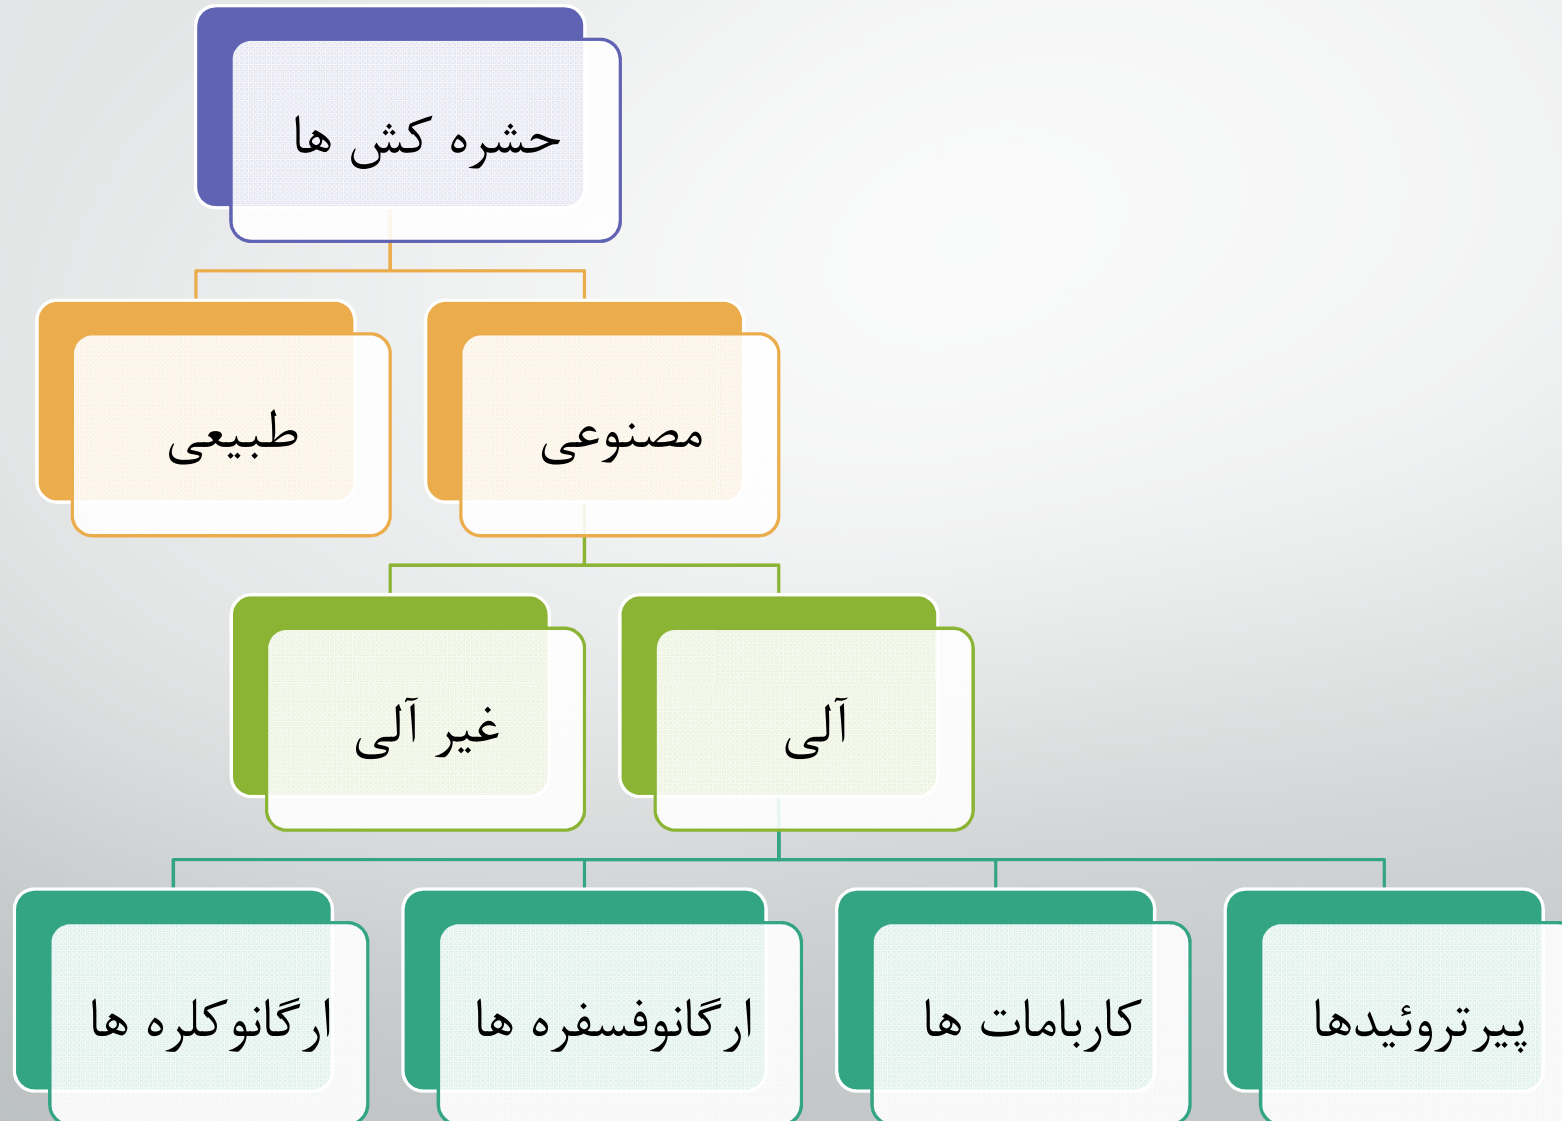 حشره کش ها
مصنوعی
طبیعی
آلی
غیر آلی
پیرتروئیدها
کاربامات ها
ارگانوفسفره ها
ارگانوکلره ها